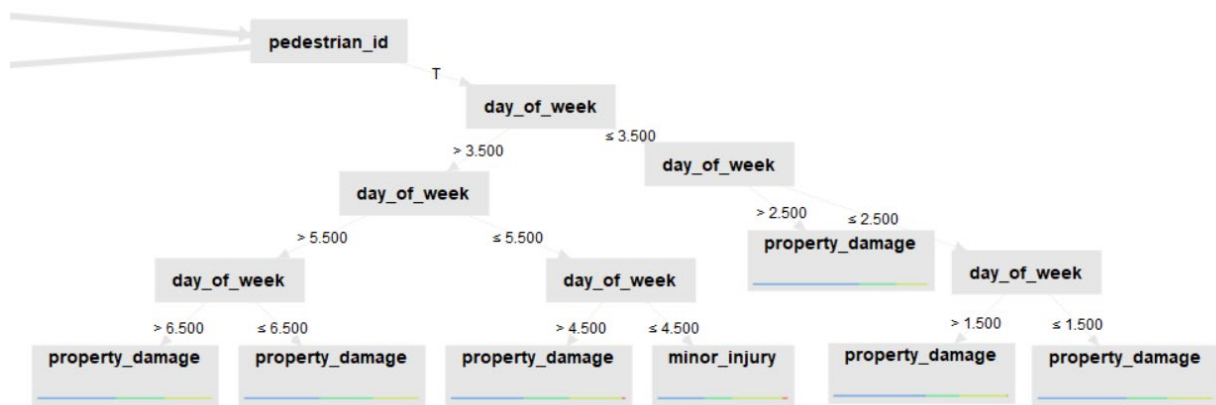 pedestrian_id
T
day_of_week
> 3.500
≤ 3.500
day_of_week
day_of_week
> 2.500
≤ 2.500
> 5.500
≤ 5.500
property_damage
day_of_week
day_of_week
day_of_week
> 6.500
≤ 6.500
> 4.500
≤ 4.500
> 1.500
≤ 1.500
property_damage
property_damage
property_damage
minor_injury
property_damage
property_damage